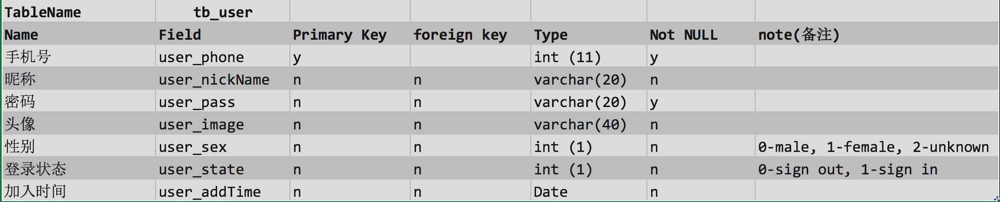 TableName tb_user
Name Field Primary Key foreign key Type Not NULL note(备注)
手机号 user_phone y int (11) y
昵称 user_nickName n n varchar(20) n
密码 user_pass n n varchar(20) y
头像 user_image n n varchar(40) n
性别 user_sex n n int (1) n 0-male, 1-female, 2-unknown
登录状态 user_state n n int (1) n 0-sign out, 1-sign in
加入时间 user_addTime n n Date n